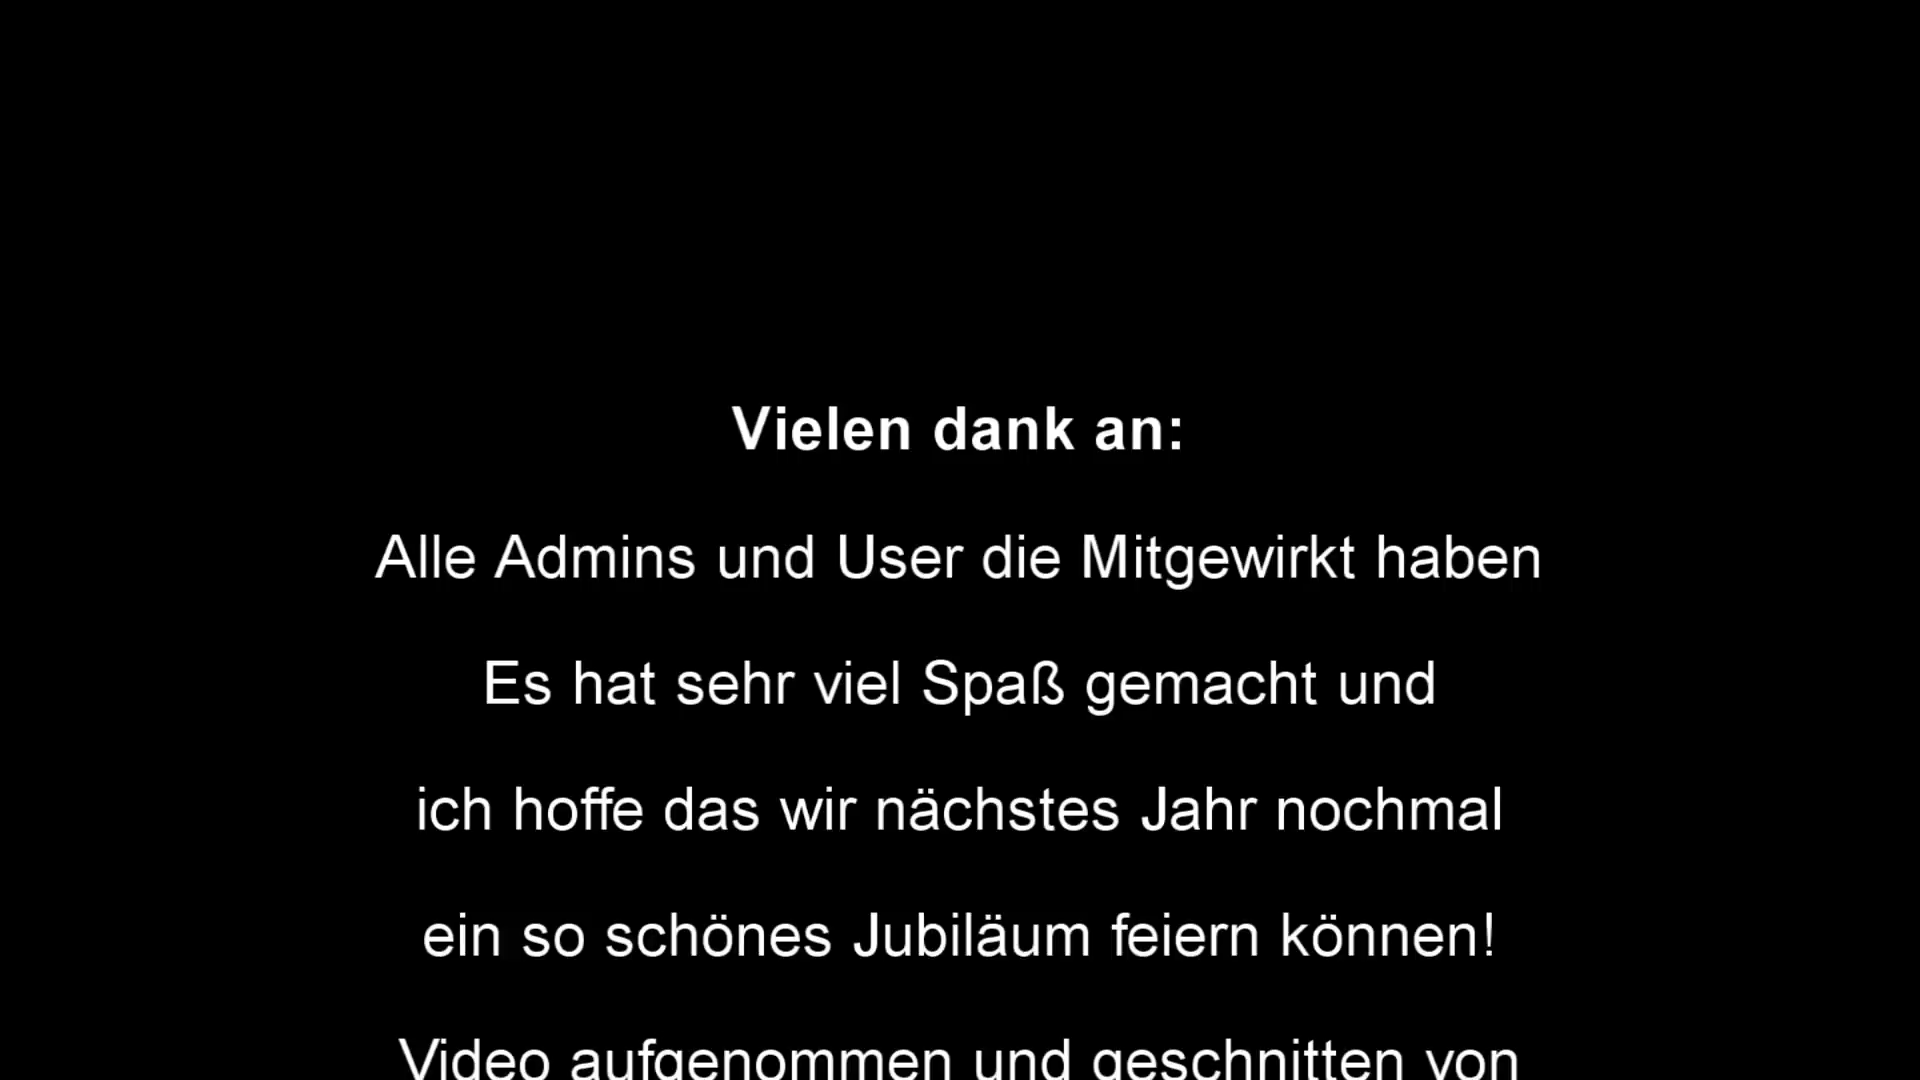 Vielen dank an:
Alle Admins und User die Mitgewirkt haben
Es hat sehr viel Spaß gemacht und
ich hoffe das wir nächstes Jahr nochmal
ein so schönes Jubiläum feiern können!
Video aufgenommen und geschnitten von